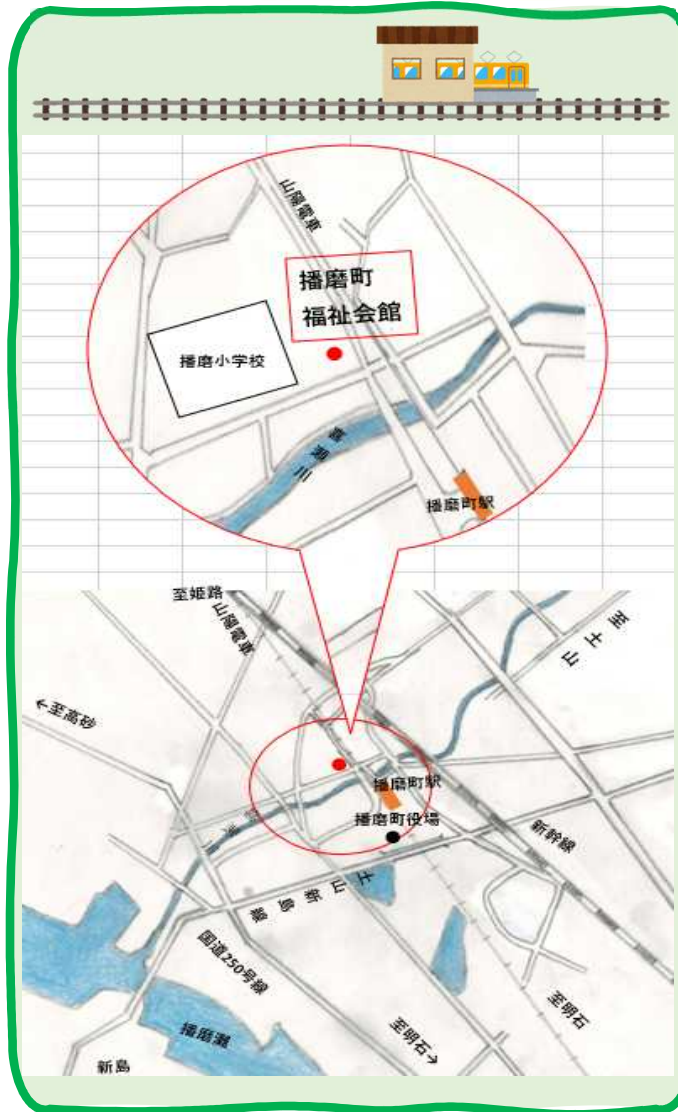 山陽電車
播磨町
福祉会館
播磨小学校
喜瀬川
播磨町駅
至姫路
山陽電車
至土山
←至高砂
播磨町駅
播磨町役場
新幹線
土山新島線
国道250号線
播磨灘
至明石
至明石→
新島